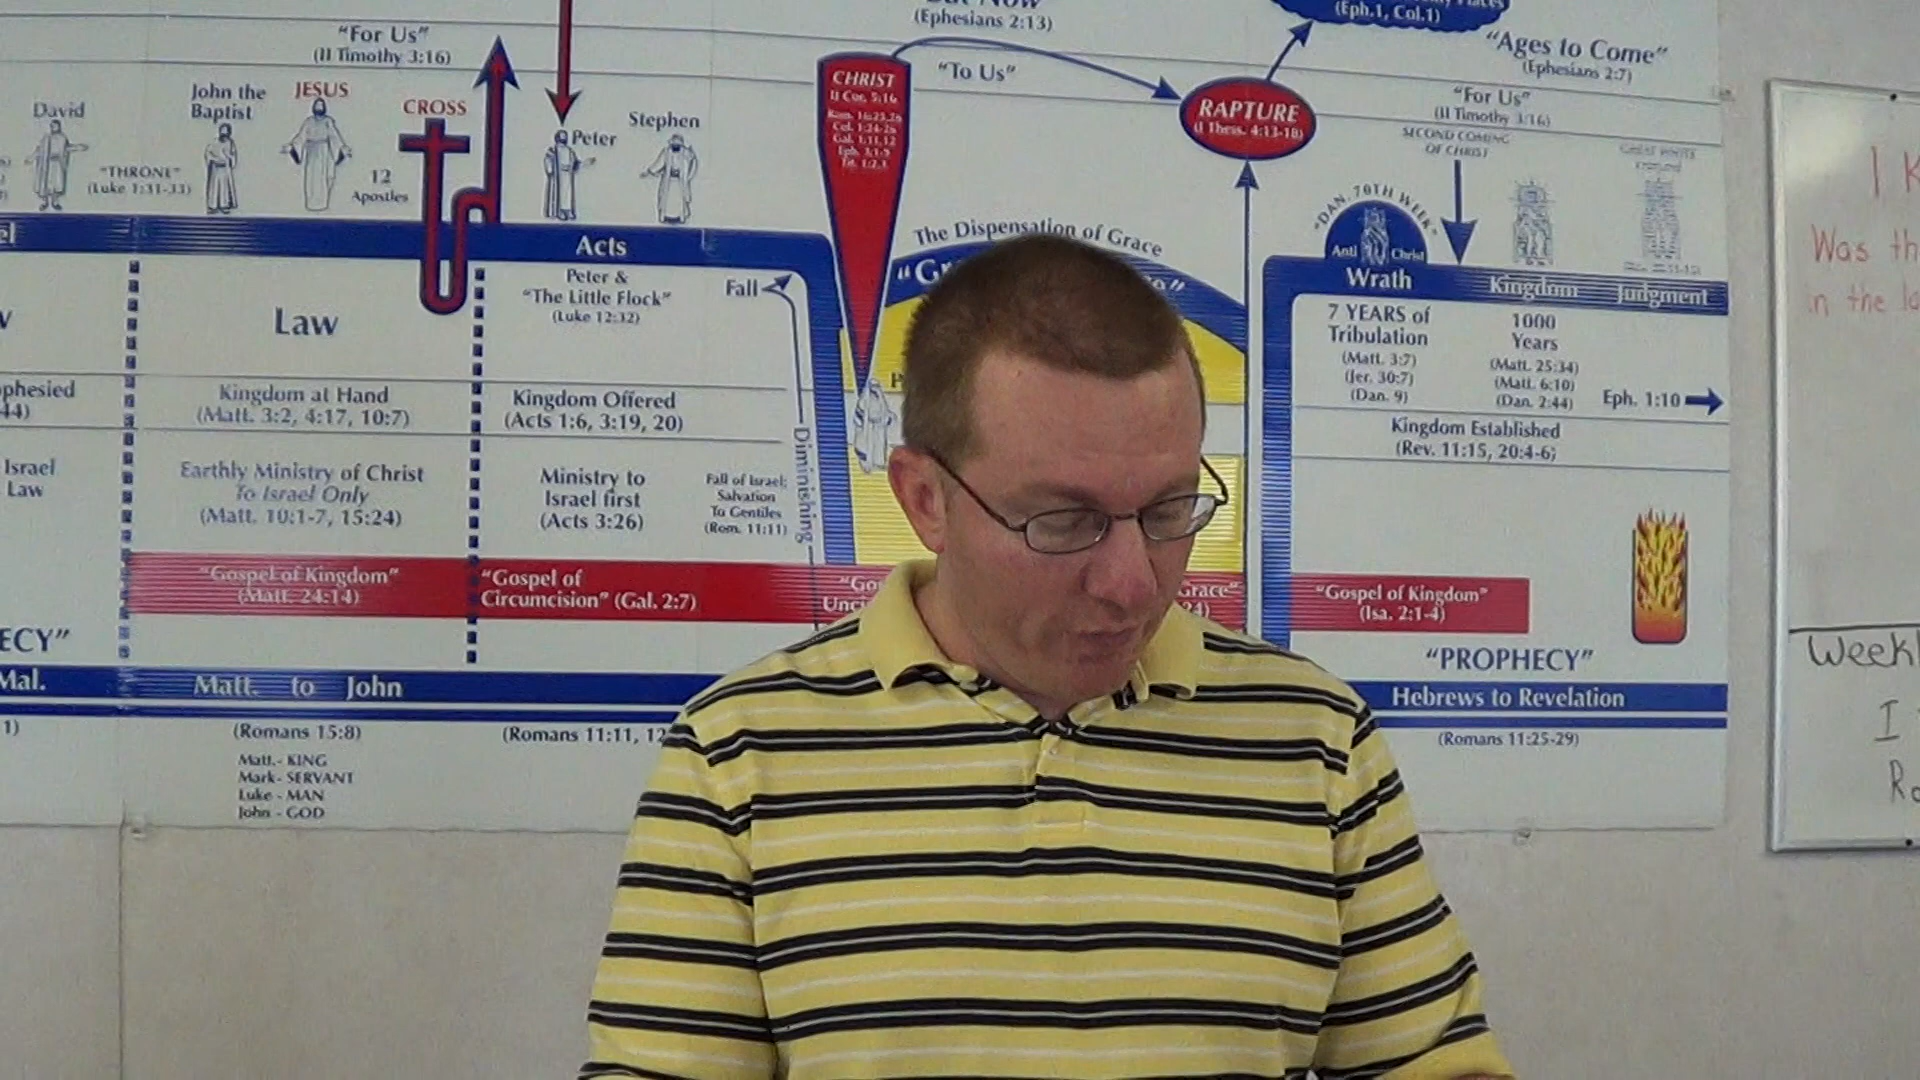 (Ephesians 2:13)
(Eph.1, Col.1)
"Ages to Come"
(Ephesians 2:7)
"For Us"
(II Timothy 3:16)
"To Us"
"For Us"
(II Timothy 3:16)
SECOND COMING
OF CHRIST
David
"THRONE"
(Luke 1:31-33)
John the
Baptist
JESUS
12
Apostles
CROSS
Peter
Stephen
CHRIST
RAPTURE
(I Thess. 4:13-18)
"DAN. 70TH WEEK"
Anti Christ
The Dispensation of Grace
Acts
Wrath
Kingdom
Judgment
Law
Peter &
"The Little Flock"
(Luke 12:32)
Fall
7 YEARS of
Tribulation
(Matt. 3:7)
(Jer. 30:7)
(Dan. 9)
1000
Years
(Matt. 25:34)
(Matt. 6:10)
(Dan. 2:44)
Eph. 1:10
Kingdom at Hand
(Matt. 3:2, 4:17, 10:7)
Kingdom Offered
(Acts 1:6, 3:19, 20)
Kingdom Established
(Rev. 11:15, 20:4-6)
Diminishing
Israel
Law
Earthly Ministry of Christ
To Israel Only
(Matt. 10:1-7, 15:24)
Ministry to
Israel first
(Acts 3:26)
Fall of Israel;
Salvation
To Gentiles
(Rom. 11:11)
"Gospel of Kingdom"
(Matt. 24:14)
"Gospel of
Circumcision" (Gal. 2:7)
Grace"
"Gospel of Kingdom"
(Isa. 2:1-4)
ECY"
"PROPHECY"
Mal.
Matt. to John
Hebrews to Revelation
(Romans 15:8)
(Romans 11:11, 12
(Romans 11:25-29)
Matt.- KING
Mark- SERVANT
Luke - MAN
John - GOD
Was th
in the
Weekl
I